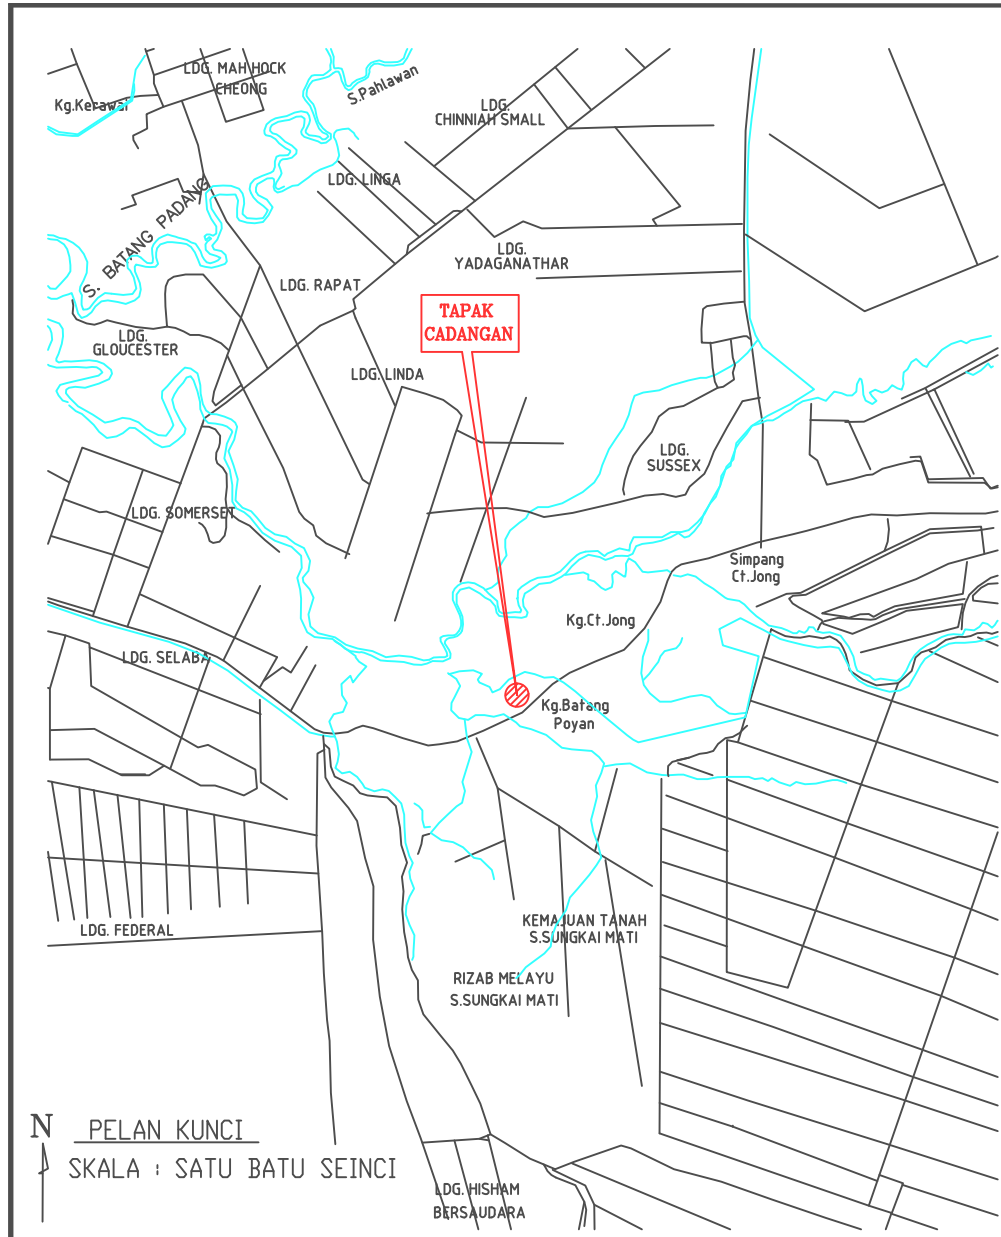 LDG. MAH HOCK
CHEONG
S.Pahlawan
Kg.Kerawai
LDG.
CHINNIAH SMALL
LDG. LINGA
S. BATANG PADANG
LDG.
YADAGANATHAR
LDG. RAPAT
TAPAK
CADANGAN
LDG.
GLOUCESTER
LDG. LINDA
LDG.
SUSSEX
LDG. SOMERSET
Simpang
Ct.Jong
Kg.Ct.Jong
LDG. SELABA
Kg.Batang
Poyan
LDG. FEDERAL
KEMAJUAN TANAH
S.SUNGKAI MATI
RIZAB MELAYU
S.SUNGKAI MATI
N
PELAN KUNCI
SKALA : SATU BATU SEINCI
LDG. HISHAM
BERSAUDARA